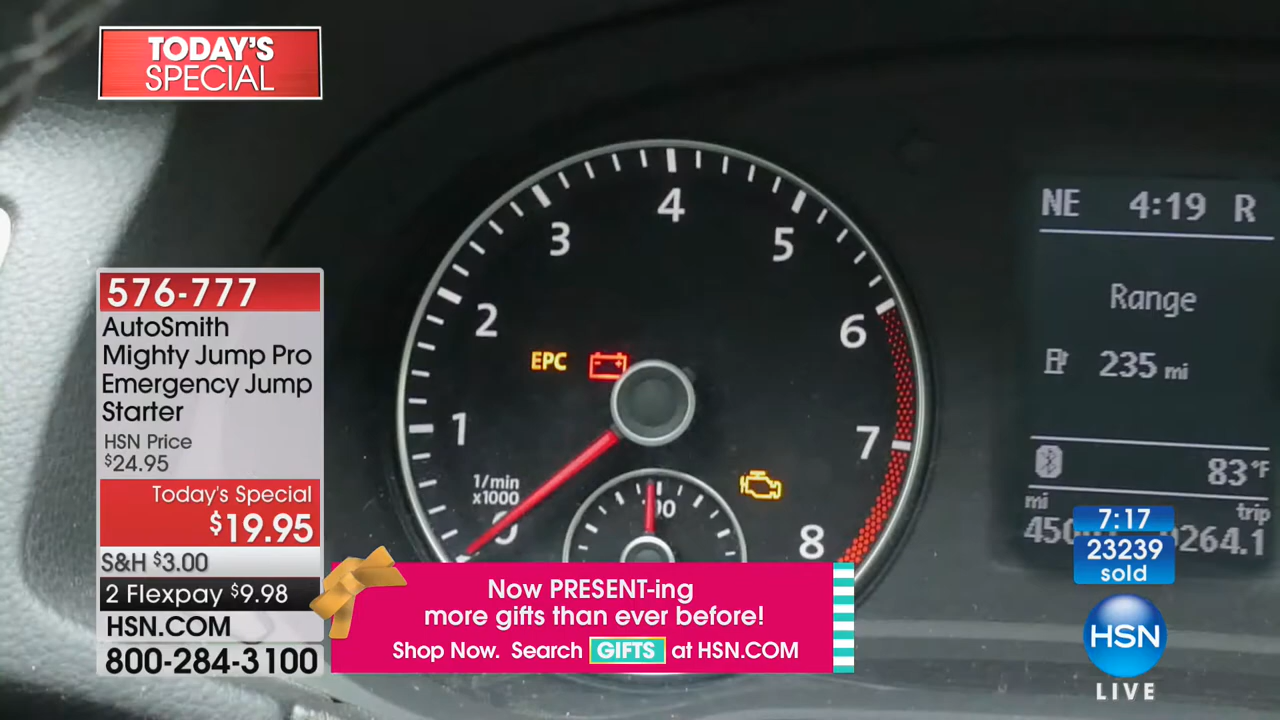 TODAY'S
SPECIAL
576-777
AutoSmith
Mighty Jump Pro
Emergency Jump
Starter
HSN Price
$24.95
Today's Special
$19.95
S&H $3.00
2 Flexpay $9.98
HSN.COM
800-284-3100
1
2
3
4
5
6
7
8
EPC
1/min
x1000
0
NE 4:19 R
Range
235 mi
83°F
mi
trip
264.1
7:17
23239
sold
HSN
LIVE
Now PRESENT-ing
more gifts than ever before!
Shop Now. Search GIFTS at HSN.COM